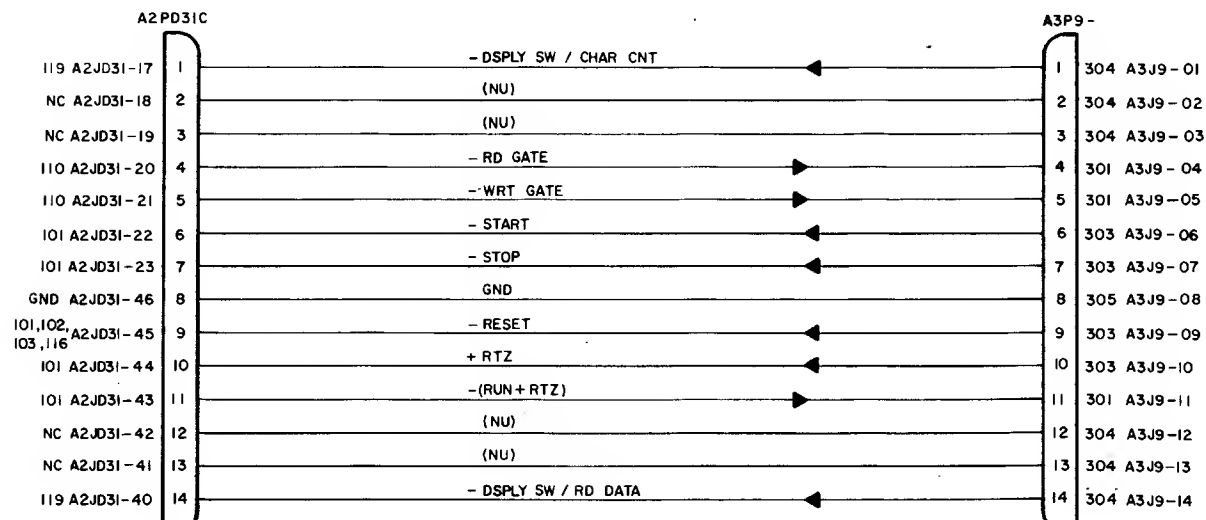 A2PD31C A3P9-
119 A2JD31-17 1 - DSPLY SW / CHAR CNT 1 304 A3J9-01
NC A2JD31-18 2 (NU) 2 304 A3J9-02
NC A2JD31-19 3 (NU) 3 304 A3J9-03
110 A2JD31-20 4 - RD GATE 4 301 A3J9-04
110 A2JD31-21 5 - WRT GATE 5 301 A3J9-05
101 A2JD31-22 6 - START 6 303 A3J9-06
101 A2JD31-23 7 - STOP 7 303 A3J9-07
GND A2JD31-46 8 GND 8 305 A3J9-08
101,102, 103,116 A2JD31-45 9 - RESET 9 303 A3J9-09
101 A2JD31-44 10 + RTZ 10 303 A3J9-10
101 A2JD31-43 11 -(RUN+RTZ) 11 301 A3J9-11
NC A2JD31-42 12 (NU) 12 304 A3J9-12
NC A2JD31-41 13 (NU) 13 304 A3J9-13
119 A2JD31-40 14 - DSPLY SW / RD DATA 14 304 A3J9-14